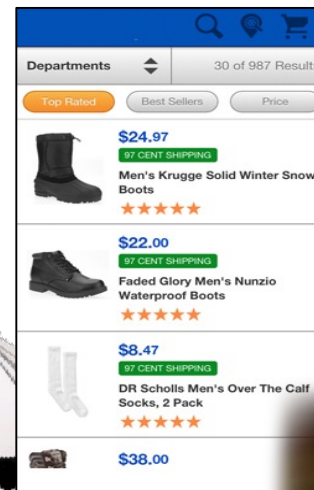 Departments
30 of 987 Result
Top Rated
Best Sellers
Price
$24.97
97 CENT SHIPPING
Men's Krugge Solid Winter Snow
Boots
$22.00
97 CENT SHIPPING
Faded Glory Men's Nunzio
Waterproof Boots
$8.47
97 CENT SHIPPING
DR Scholls Men's Over The Calf
Socks, 2 Pack
$38.00